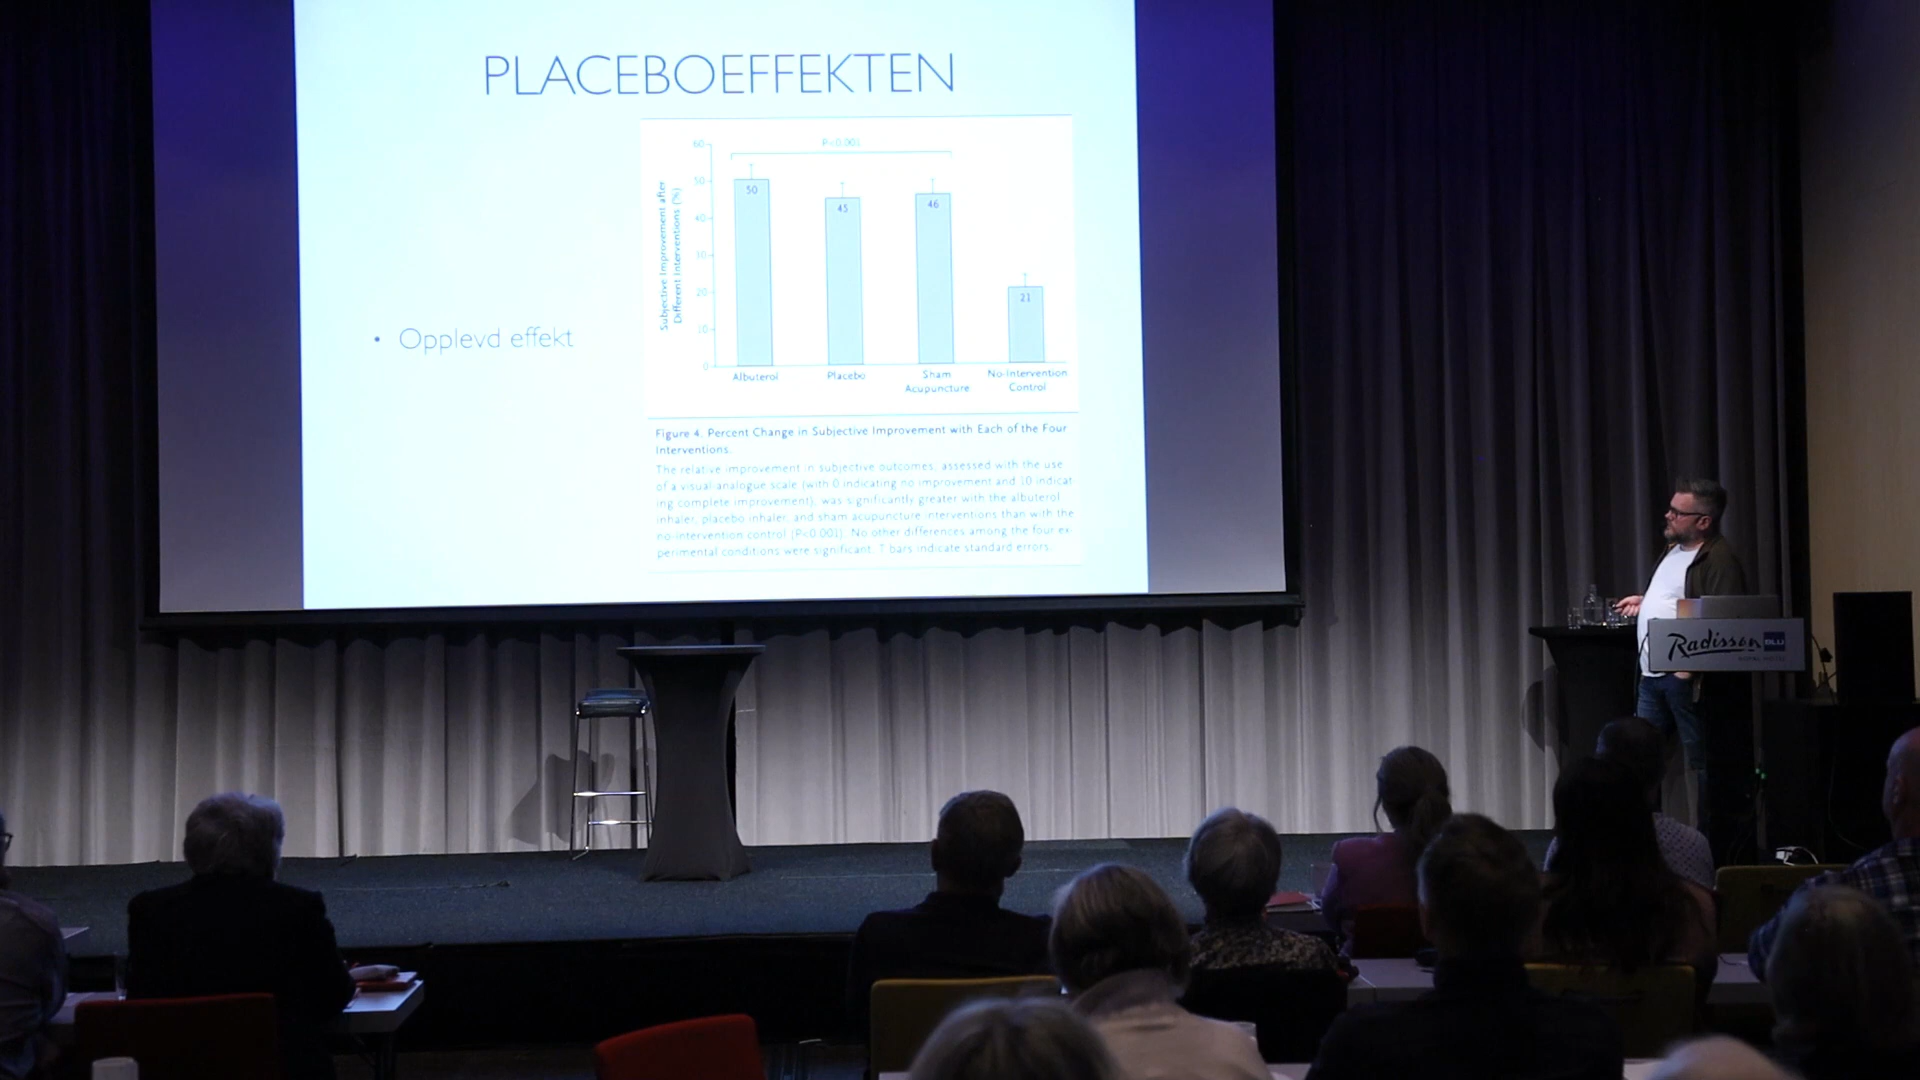 PLACEBOEFFEKTEN
• Opplevd effekt
Subjective Improvement after
Different Interventions (%)
60
50
40
30
20
10
0
P<0.001
50
45
46
21
Albuterol
Placebo
Sham
Acupuncture
No-Intervention
Control
Figure 4. Percent Change in Subjective Improvement with Each of the Four
Interventions.
The relative improvement in subjective outcomes, assessed with the use
of a visual-analogue scale (with 0 indicating no improvement and 10 indicat-
ing complete improvement), was significantly greater with the albuterol
inhaler, placebo inhaler, and sham acupuncture interventions than with the
no-intervention control (P<0.001). No other differences among the four ex-
perimental conditions were significant. T bars indicate standard errors.
Radisson BLU
ROYAL HOTEL